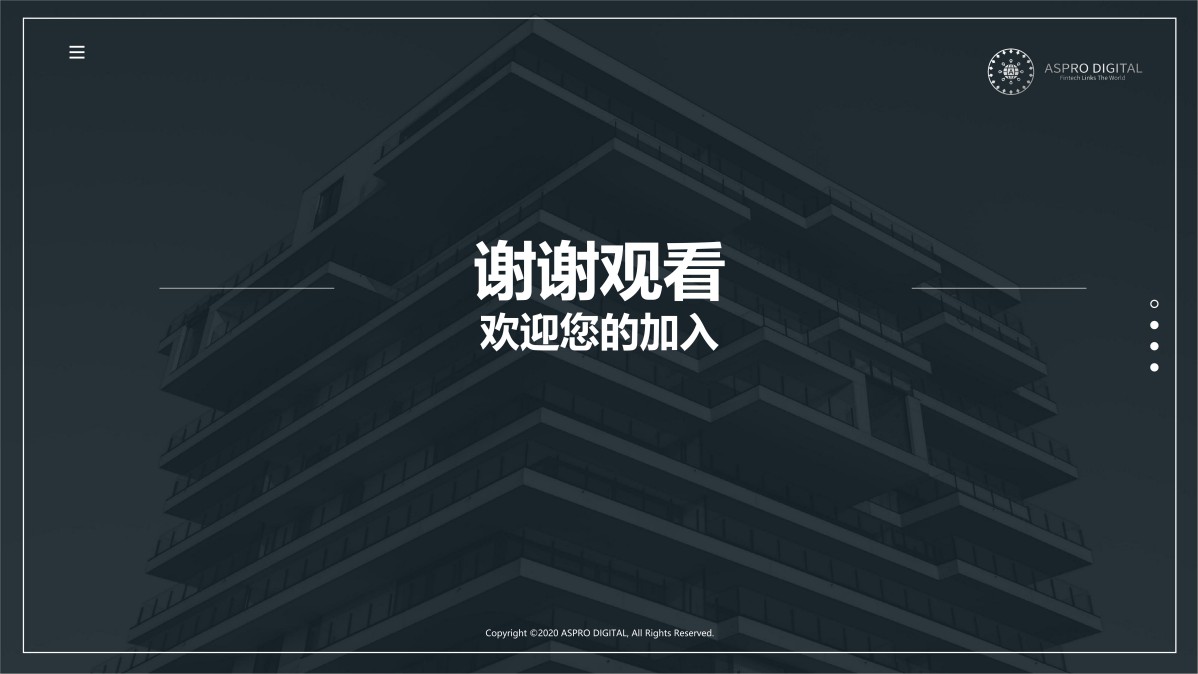 ASPRO DIGITAL
Fintech Links The World
谢谢观看
欢迎您的加入
Copyright ©2020 ASPRO DIGITAL, All Rights Reserved.